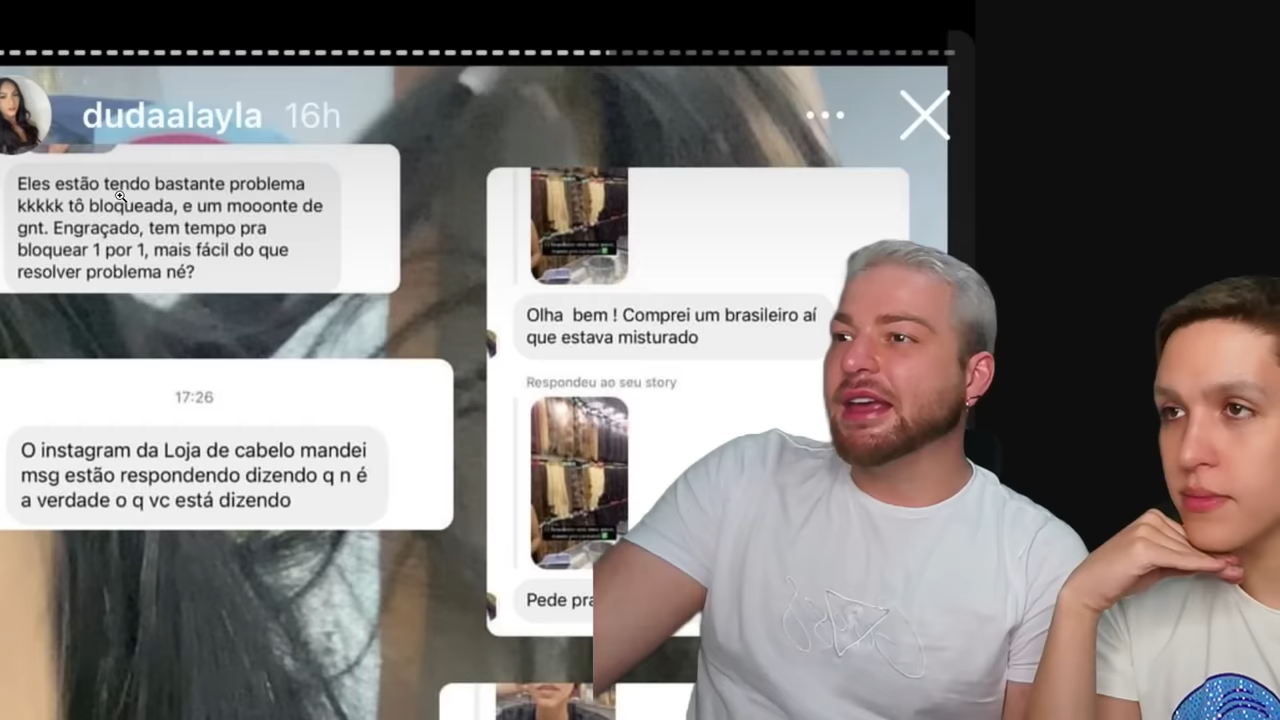 dudaalayla 16h
Eles estão tendo bastante problema
kkkkk tô bloqueada, e um mooonte de
gnt. Engraçado, tem tempo pra
bloquear 1 por 1, mais fácil do que
resolver problema né?
17:26
O instagram da Loja de cabelo mandei
msg estão respondendo dizendo q n é
a verdade o q vc está dizendo
Olha bem ! Comprei um brasileiro aí
que estava misturado
Respondeu ao seu story
Pede pra